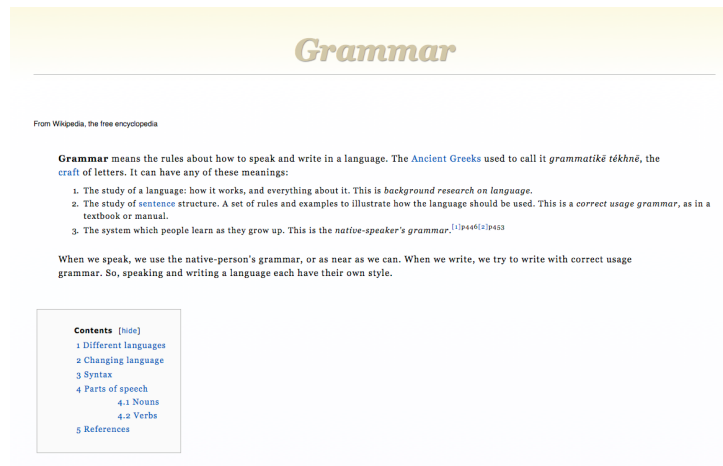 Grammar
From Wikipedia, the free encyclopedia
Grammar means the rules about how to speak and write in a language. The Ancient Greeks used to call it grammatikē tékhnē, the
craft of letters. It can have any of these meanings:
1. The study of a language: how it works, and everything about it. This is background research on language.
2. The study of sentence structure. A set of rules and examples to illustrate how the language should be used. This is a correct usage grammar, as in a
textbook or manual.
3. The system which people learn as they grow up. This is the native-speaker's grammar.[1]p446[2]p453
When we speak, we use the native-person's grammar, or as near as we can. When we write, we try to write with correct usage
grammar. So, speaking and writing a language each have their own style.
Contents [hide]
1 Different languages
2 Changing language
3 Syntax
4 Parts of speech
4.1 Nouns
4.2 Verbs
5 References